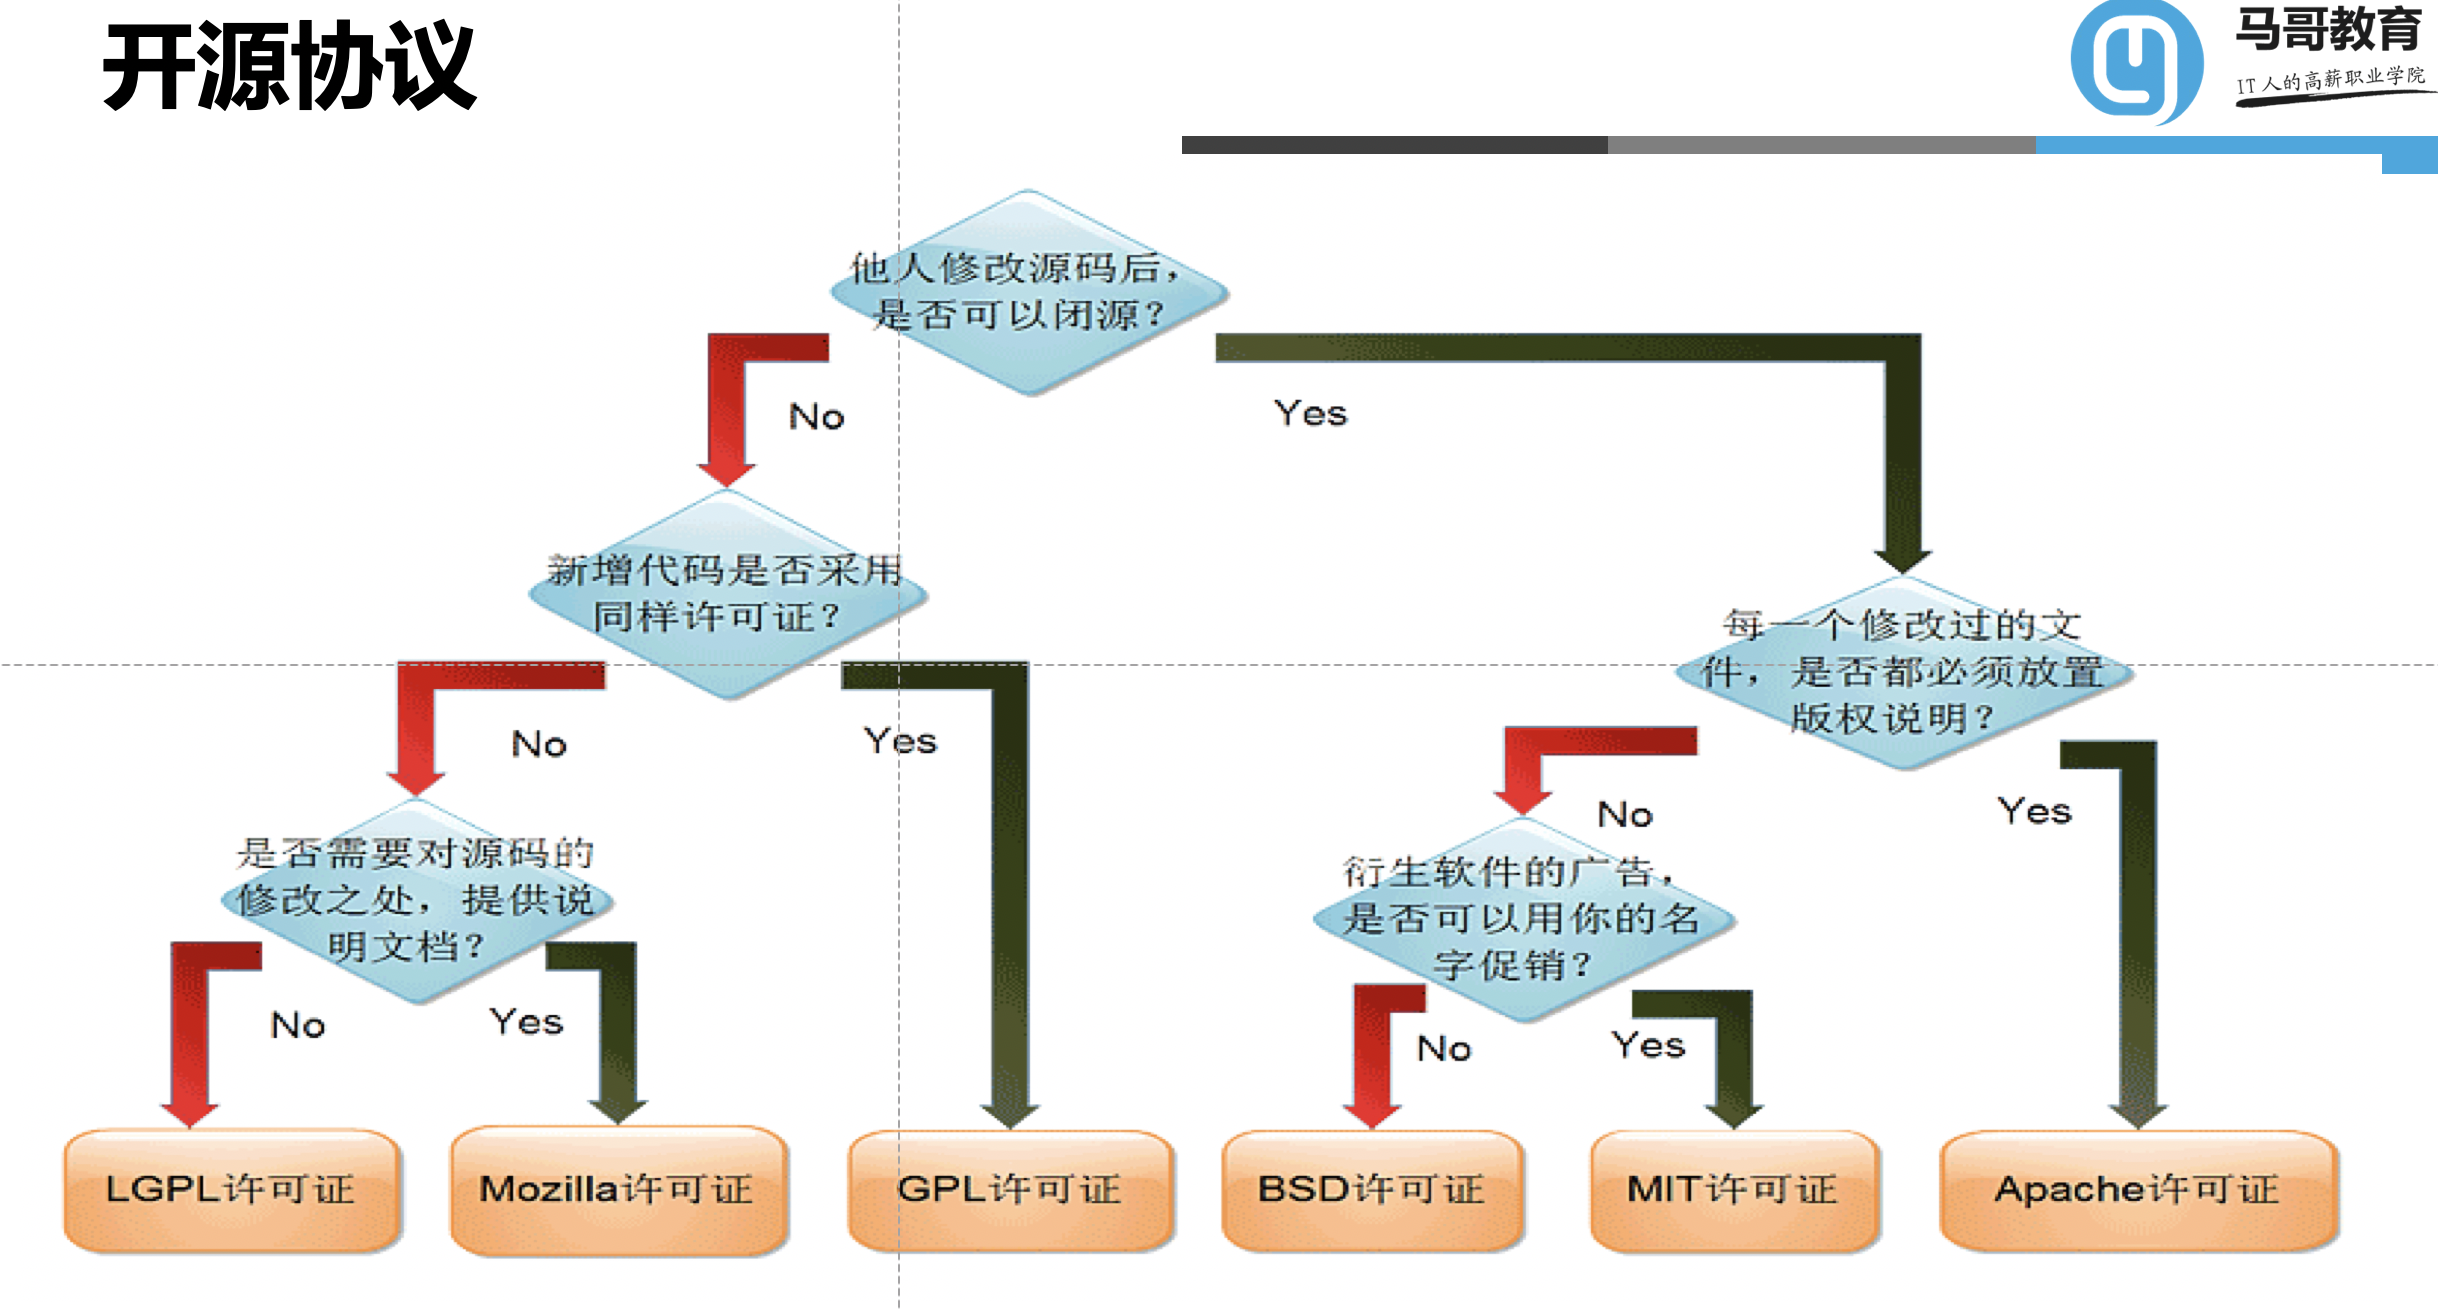 开源协议
马哥教育
IT人的高薪职业学院
他人修改源码后，
是否可以闭源？
No
Yes
新增代码是否采用
同样许可证？
每一个修改过的文
件，是否都必须放置
版权说明？
No
Yes
No
Yes
是否需要对源码的
修改之处，提供说
明文档？
衍生软件的广告，
是否可以用你的名
字促销？
No
Yes
No
Yes
LGPL许可证
Mozilla许可证
GPL许可证
BSD许可证
MIT许可证
Apache许可证